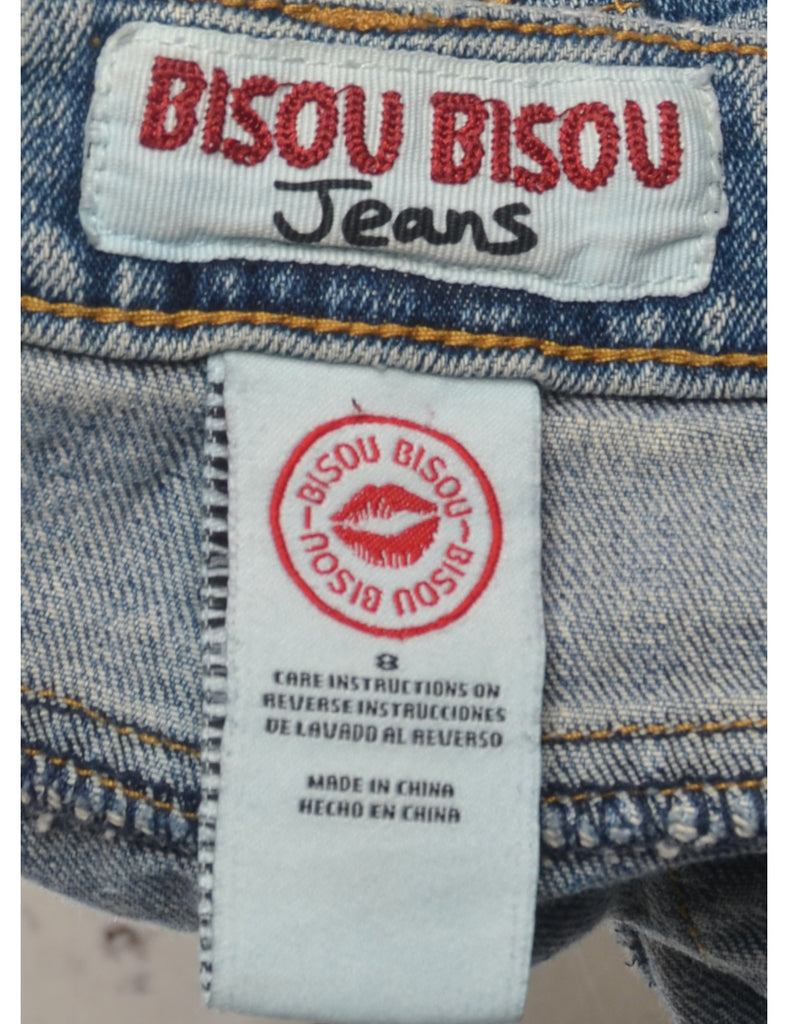 BISOU BISOU
Jeans
BISOU BISOU–BISOU BISOU–
8
CARE INSTRUCTIONS ON
REVERSE INSTRUCCIONES
DE LAVADO AL REVERSO
MADE IN CHINA
HECHO EN CHINA